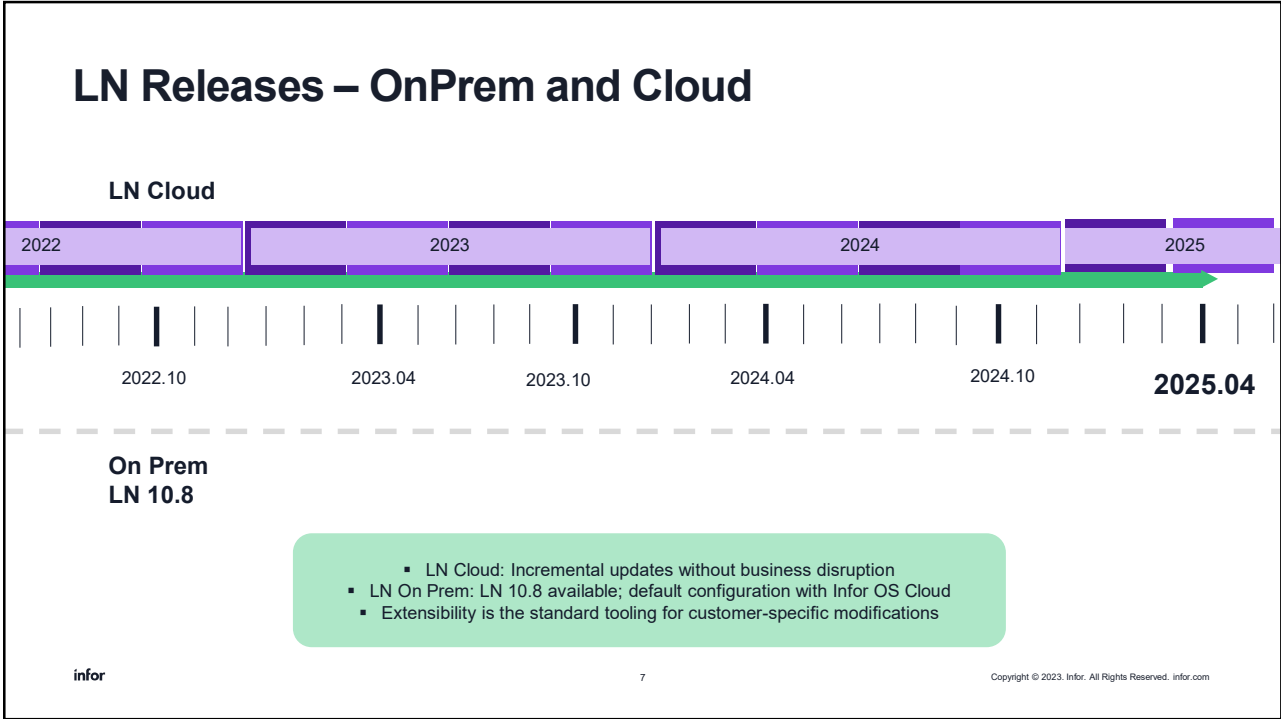 LN Releases – OnPrem and Cloud
LN Cloud
2022
2023
2024
2025
2022.10
2023.04
2023.10
2024.04
2024.10
2025.04
On Prem
LN 10.8
▪ LN Cloud: Incremental updates without business disruption
▪ LN On Prem: LN 10.8 available; default configuration with Infor OS Cloud
▪ Extensibility is the standard tooling for customer-specific modifications
infor
7
Copyright © 2023. Infor. All Rights Reserved. infor.com